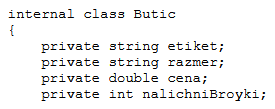 internal class Butic
{
    private string etiket;
    private string razmer;
    private double cena;
    private int nalichniBroyki;